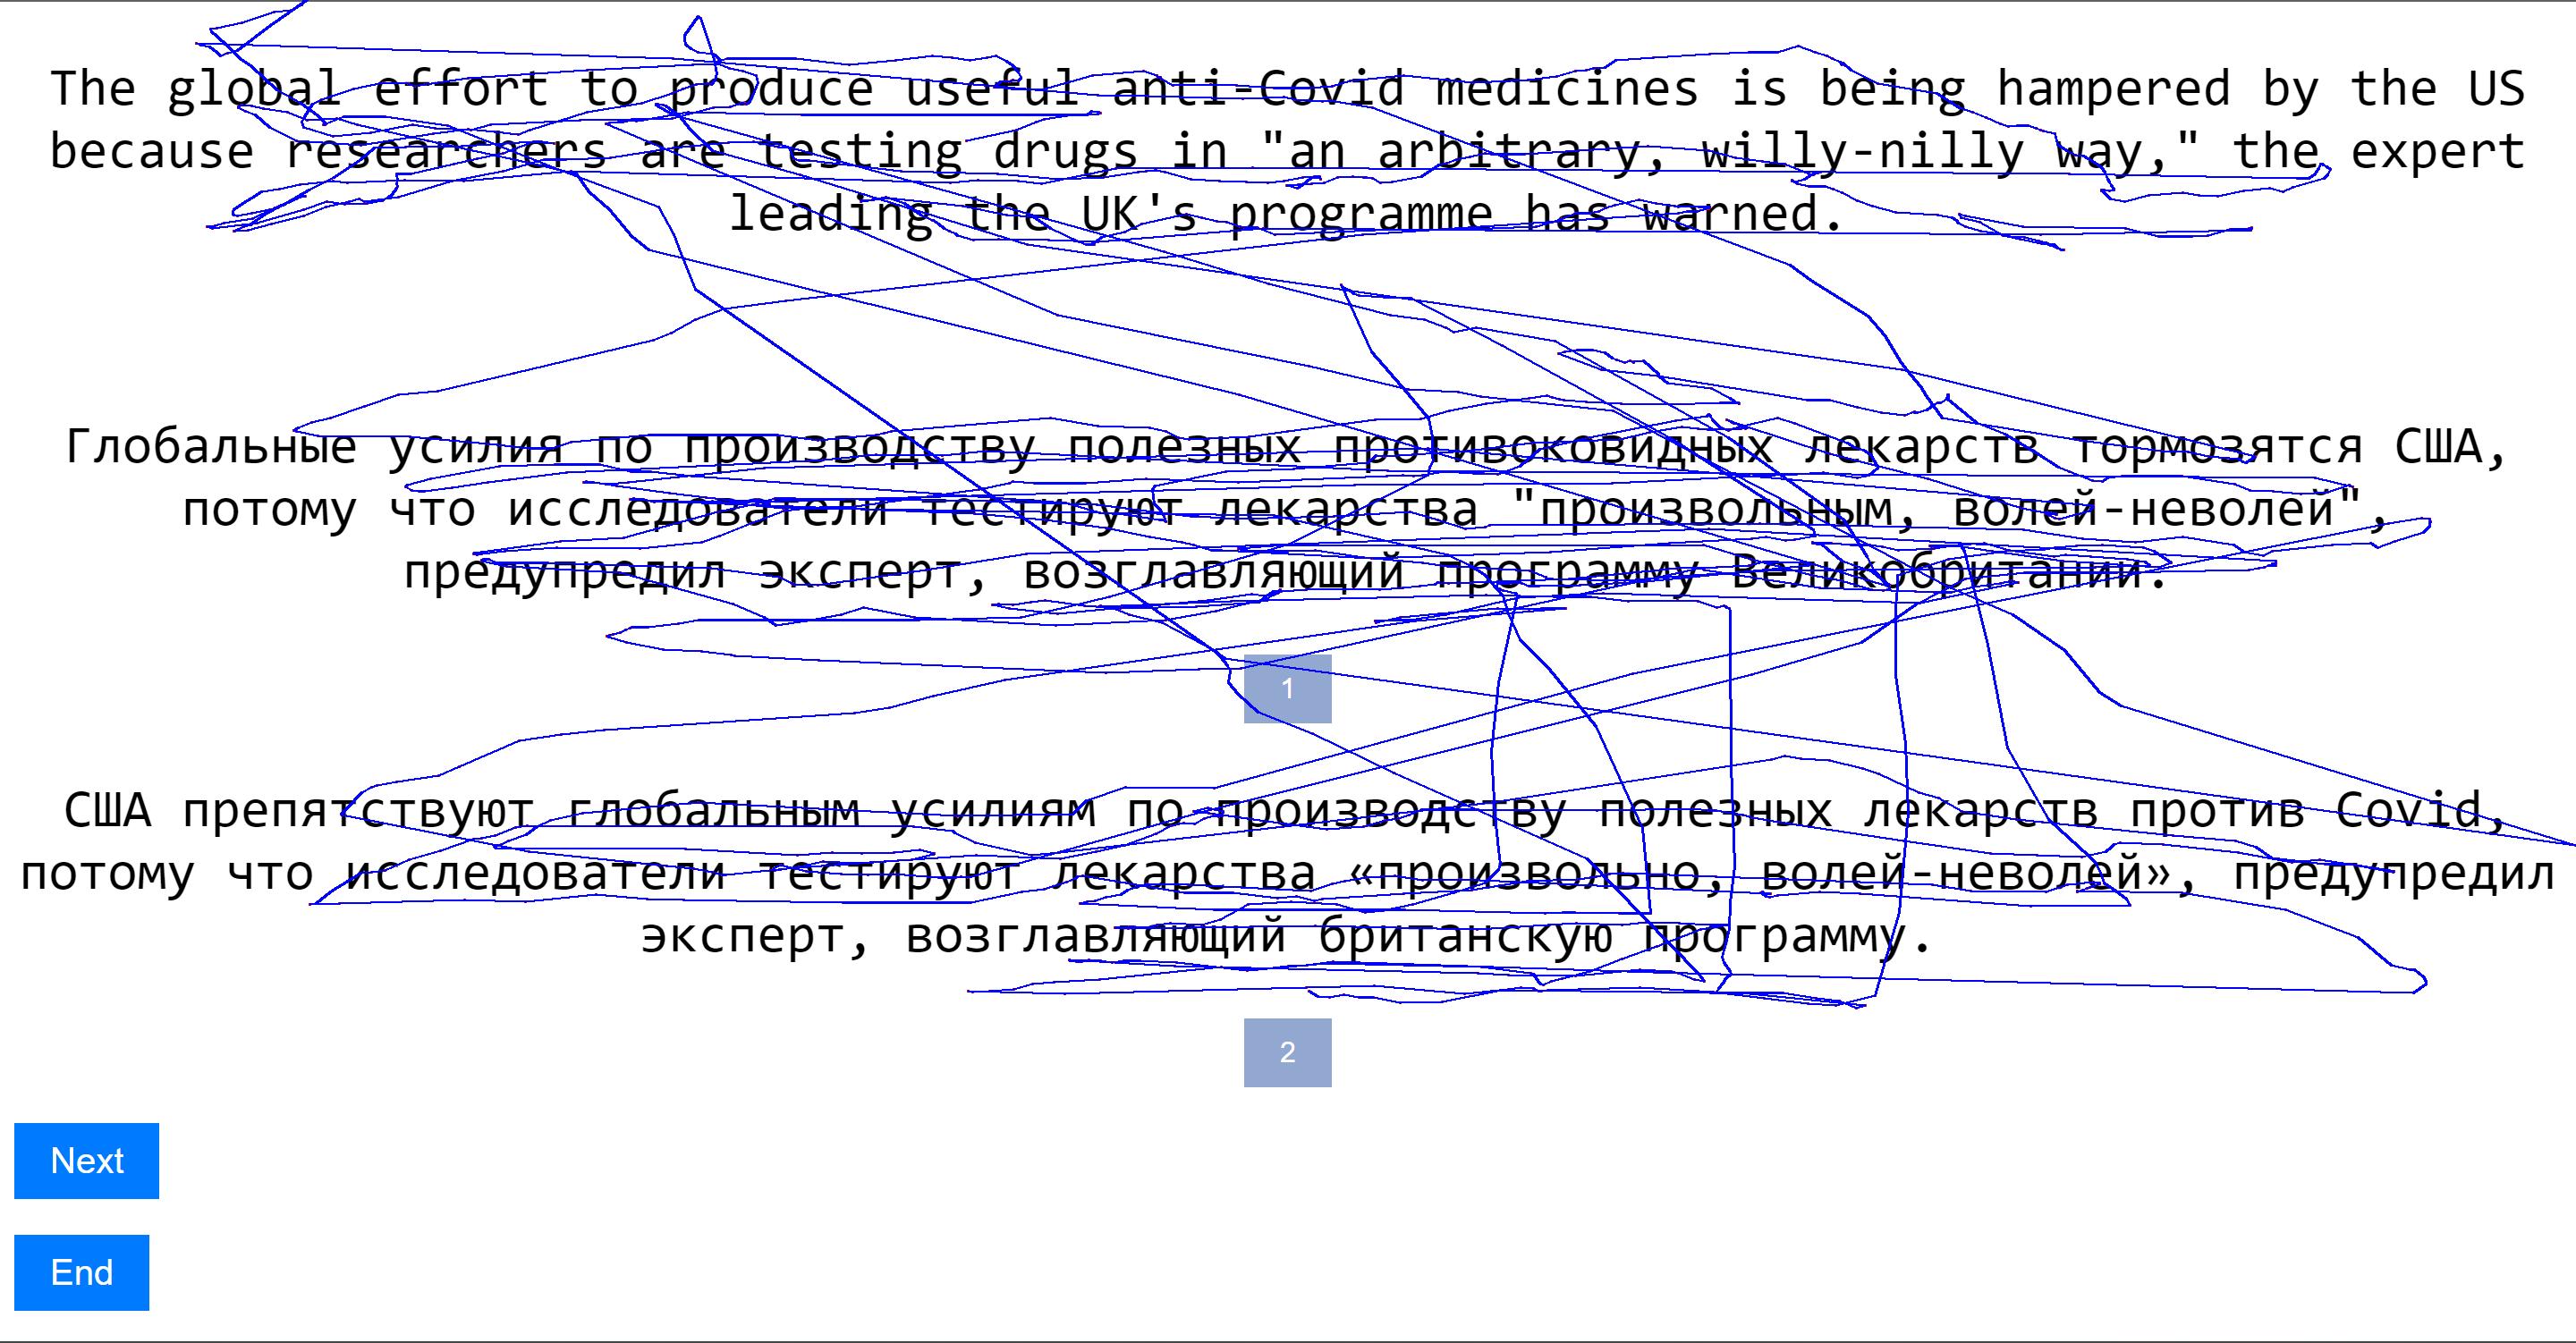 The global effort to produce useful anti-Covid medicines is being hampered by the US
because researchers are testing drugs in "an arbitrary, willy-nilly way," the expert
leading the UK's programme has warned.
Глобальные усилия по производству полезных противоковидных лекарств тормозятся США,
потому что исследователи тестируют лекарства "произвольным, волей-неволей" ,
предупредил эксперт, возглавляющий программу Великобритании.
1
США препятствуют глобальным усилиям по производству полезных лекарств против Covid,
потому что исследователи тестируют лекарства «произвольно, волей-неволей», предупредил
эксперт, возглавляющий британскую программу.
2
Next
End